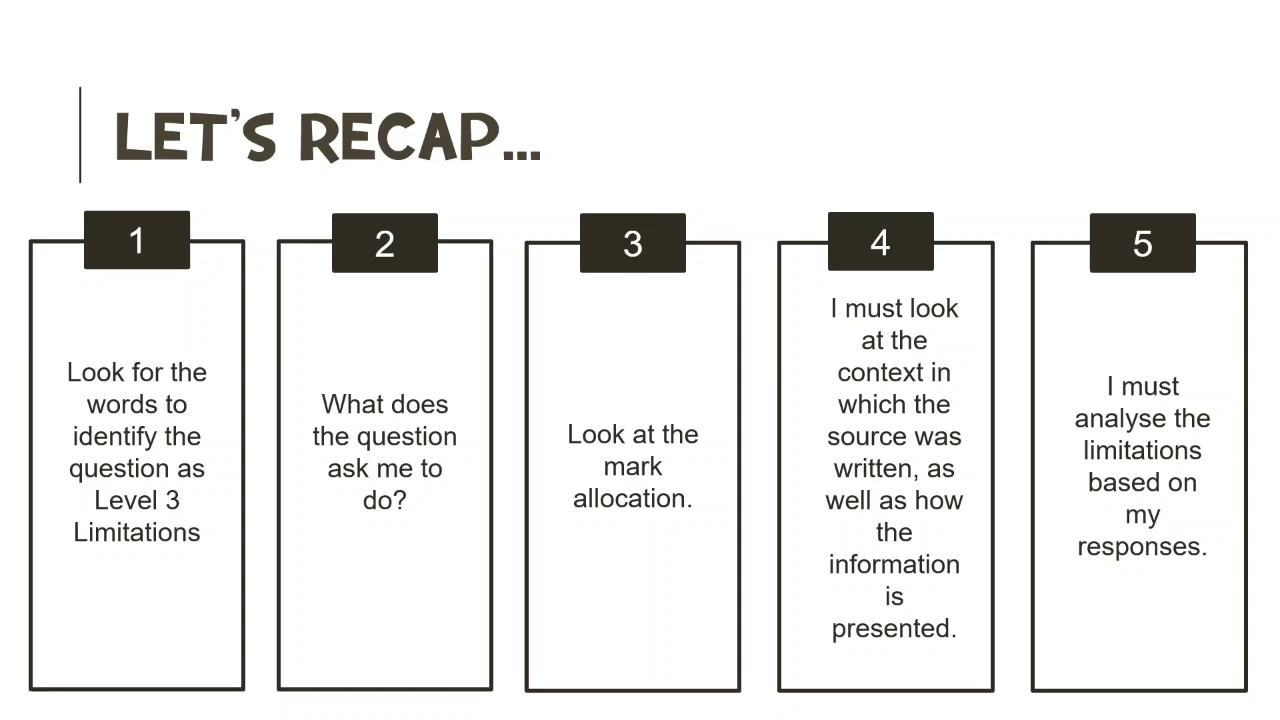 LET'S RECAP...
1
Look for the
words to
identify the
question as
Level 3
Limitations
2
What does
the question
ask me to
do?
3
Look at the
mark
allocation.
4
I must look
at the
context in
which the
source was
written, as
well as how
the
information
is
presented.
5
I must
analyse the
limitations
based on
my
responses.